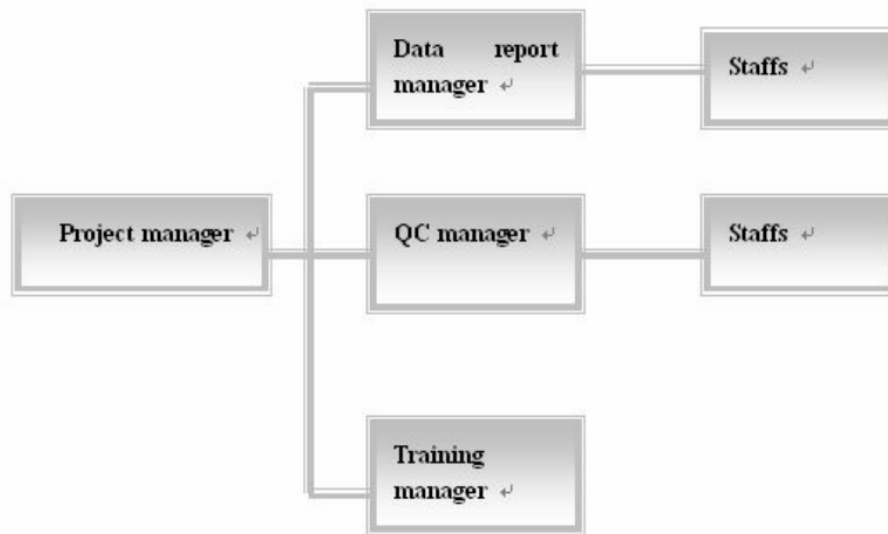 Data report
manager ↵
Staffs ↵
Project manager ↵
QC manager ↵
Staffs ↵
Training
manager ↵